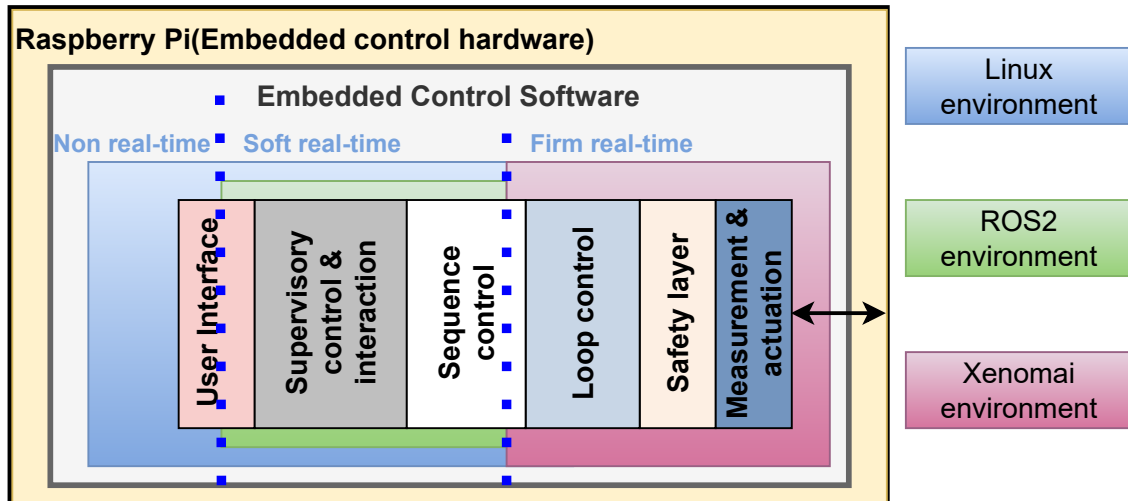 Raspberry Pi(Embedded control hardware)
Embedded Control Software
Non real-time
Soft real-time
Firm real-time
User Interface
Supervisory
control &
interaction
Sequence
control
Loop control
Safety layer
Measurement &
actuation
Linux
environment
ROS2
environment
Xenomai
environment